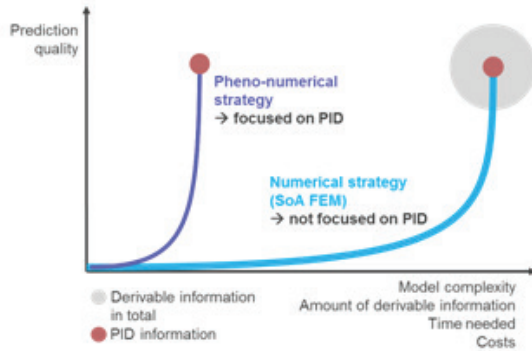 Prediction
quality
Pheno-numerical
strategy
→ focused on PID
Numerical strategy
(SoA FEM)
→ not focused on PID
Derivable information
in total
PID information
Model complexity
Amount of derivable information
Time needed
Costs